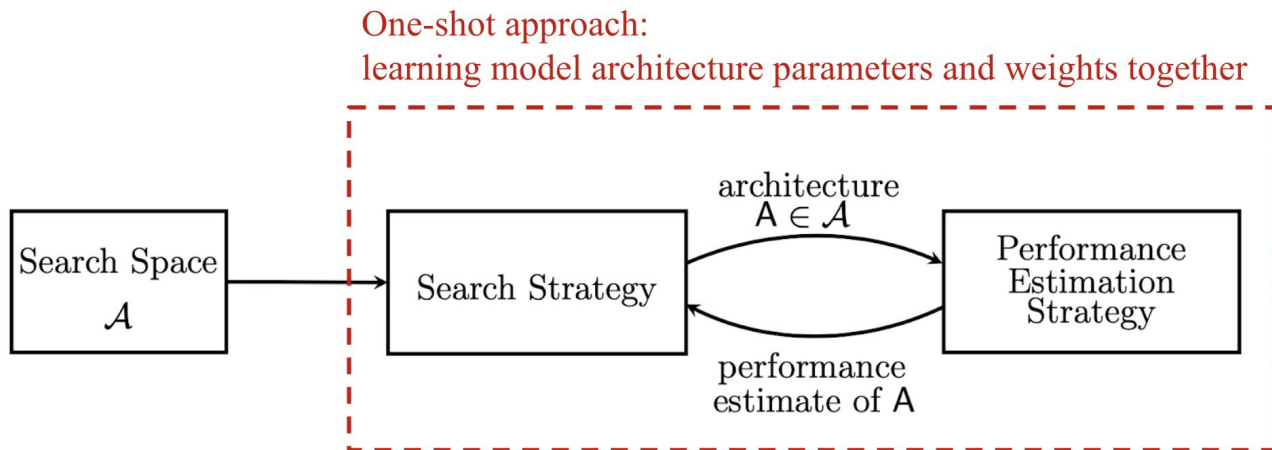 One-shot approach:
learning model architecture parameters and weights together
Search Space
𝒜
Search Strategy
architecture
A ∈ 𝒜
performance
estimate of A
Performance
Estimation
Strategy